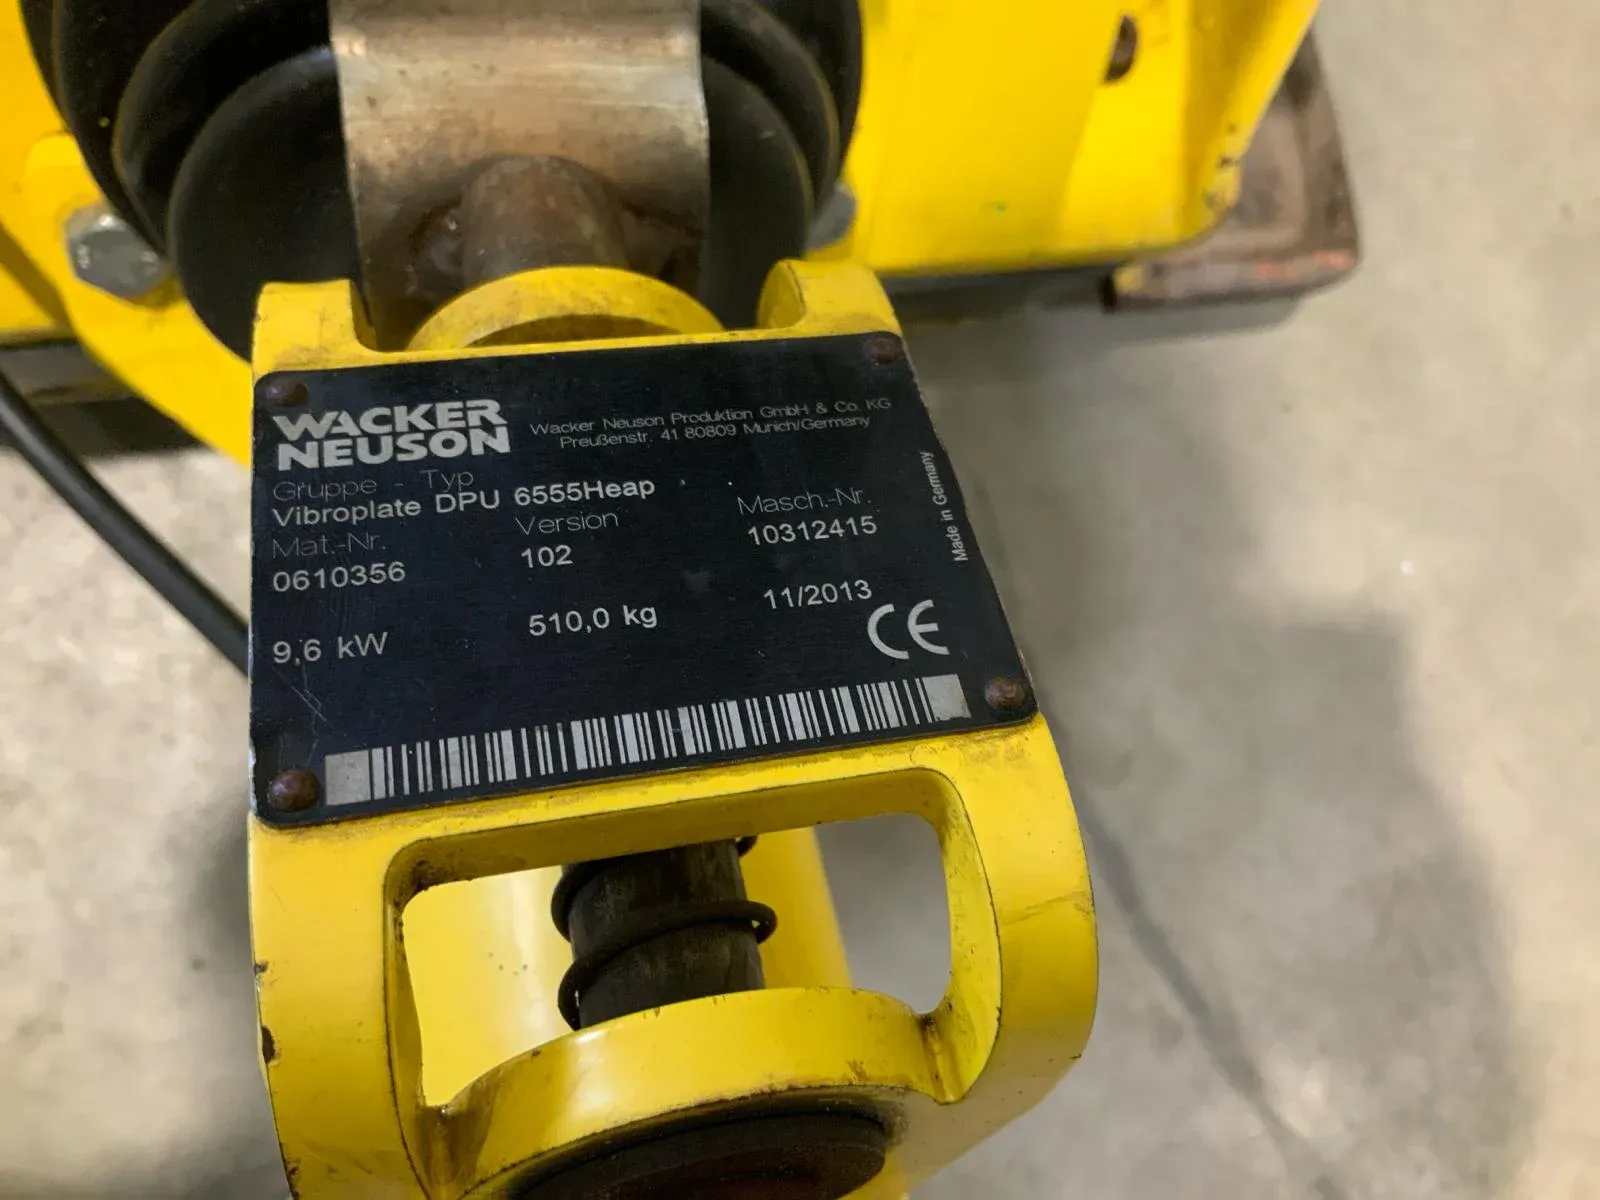 WACKER
NEUSON
Wacker Neuson Produktion GmbH & Co. KG
Preußenstr. 41 80809 Munich/Germany
Gruppe - Typ
Vibroplate DPU 6555Heap
Mat.-Nr.
Version
Masch.-Nr.
0610356
102
10312415
9,6 kW
510,0 kg
11/2013
CE
Made in Germany